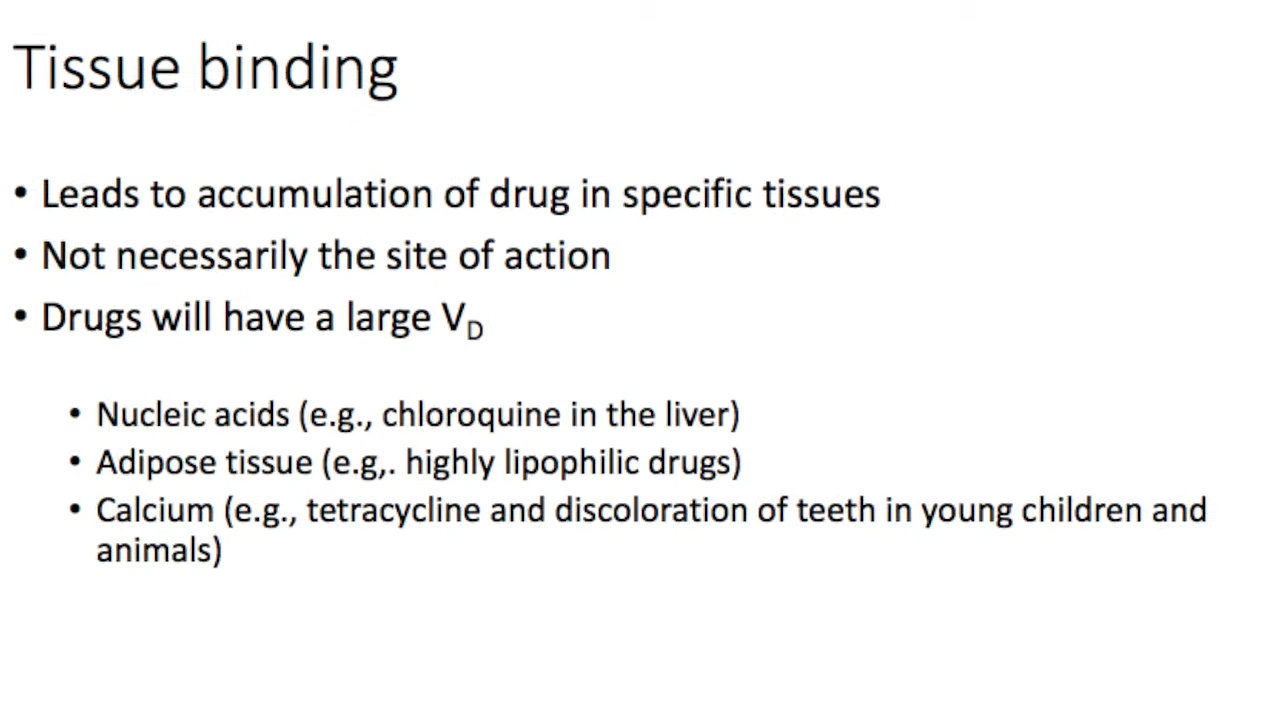 Tissue binding
• Leads to accumulation of drug in specific tissues
• Not necessarily the site of action
• Drugs will have a large VD
• Nucleic acids (e.g., chloroquine in the liver)
• Adipose tissue (e.g,. highly lipophilic drugs)
• Calcium (e.g., tetracycline and discoloration of teeth in young children and
animals)